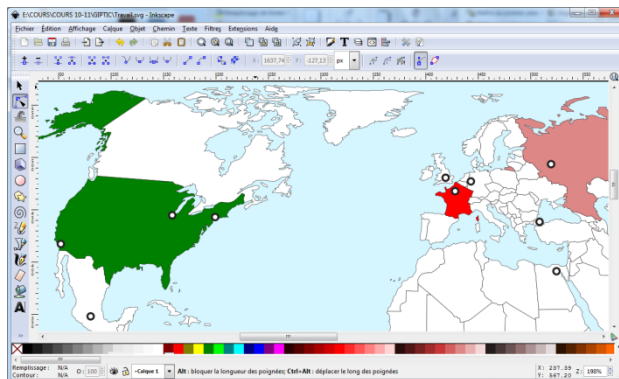 E:\COURS\COURS 10-11\GIPTIC\Travail.svg - Inkscape
Fichier Édition Affichage Calque Objet Chemin Texte Filtres Extensions Aide
X: 1637,74 Y: -127,13 px
Remplissage : N/A
Contour : N/A
O: 100
-Calque 1
Alt : bloquer la longueur des poignées; Ctrl+Alt : déplacer le long des poignées
X: 237,39
Y: 567,20
Z: 198%